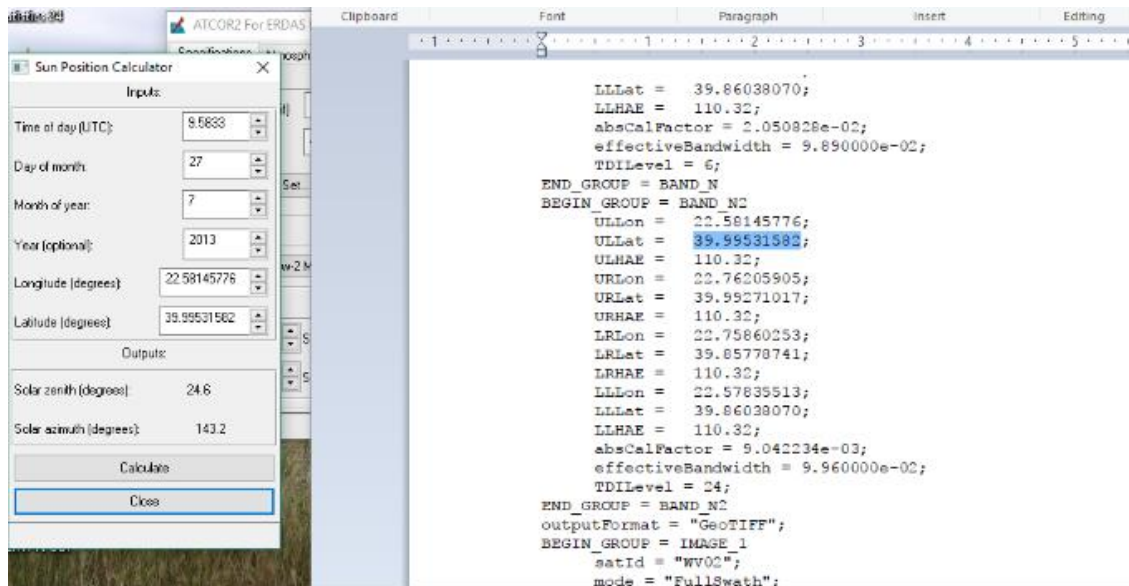 ATCOR2 For ERDAS
Sun Position Calculator
Inputs:
Time of day (UTC):
9.5833
Day of month:
27
Month of year:
7
Year (optional):
2013
Longitude (degrees):
22.58145776
Latitude (degrees):
39.99531582
Outputs:
Solar zenith (degrees):
24.6
Solar azimuth (degrees):
143.2
Calculate
Close
Set
Clipboard
Font
Paragraph
Insert
Editing
1 1 2 3 4 5
LLLat = 39.86038070;
LLHAE = 110.32;
absCalFactor = 2.050828e-02;
effectiveBandwidth = 9.890000e-02;
TDILevel = 6;
END_GROUP = BAND_N
BEGIN_GROUP = BAND_N2
ULLon = 22.58145776;
ULLat = 39.99531582;
ULHAE = 110.32;
URLon = 22.76205905;
URLat = 39.99271017;
URHAE = 110.32;
LRLon = 22.75860253;
LRLat = 39.85778741;
LRHAE = 110.32;
LLLon = 22.57835513;
LLLat = 39.86038070;
LLHAE = 110.32;
absCalFactor = 9.042234e-03;
effectiveBandwidth = 9.960000e-02;
TDILevel = 24;
END_GROUP = BAND_N2
outputFormat = "GeoTIFF";
BEGIN_GROUP = IMAGE_1
satId = "WV02";
mode = "FullSwath";